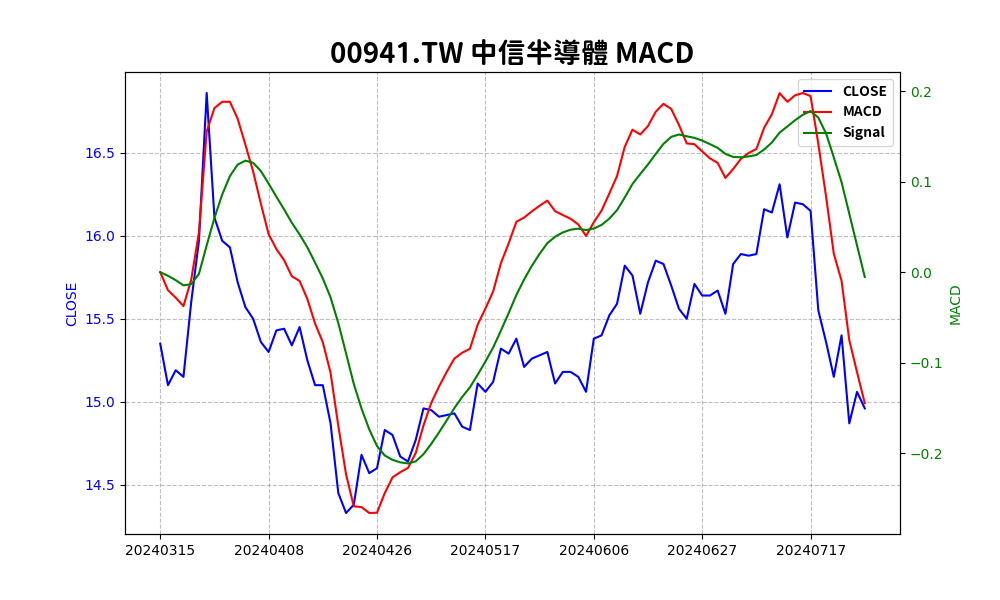 00941.TW 中信半導體 MACD
CLOSE
MACD
Signal
16.5
16.0
15.5
15.0
14.5
CLOSE
0.2
0.1
0.0
−0.1
−0.2
MACD
20240315 20240408 20240426 20240517 20240606 20240627 20240717